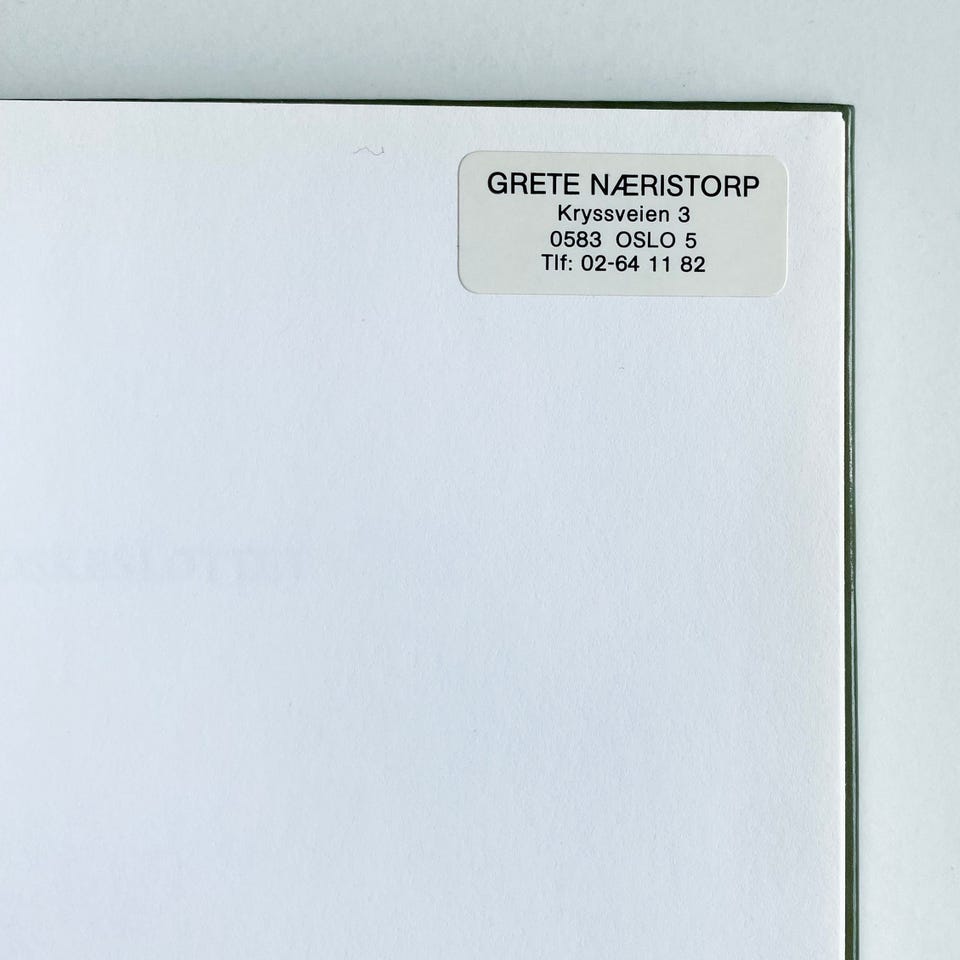 GRETE NÆRISTORP
Kryssveien 3
0583 OSLO 5
Tlf: 02-64 11 82